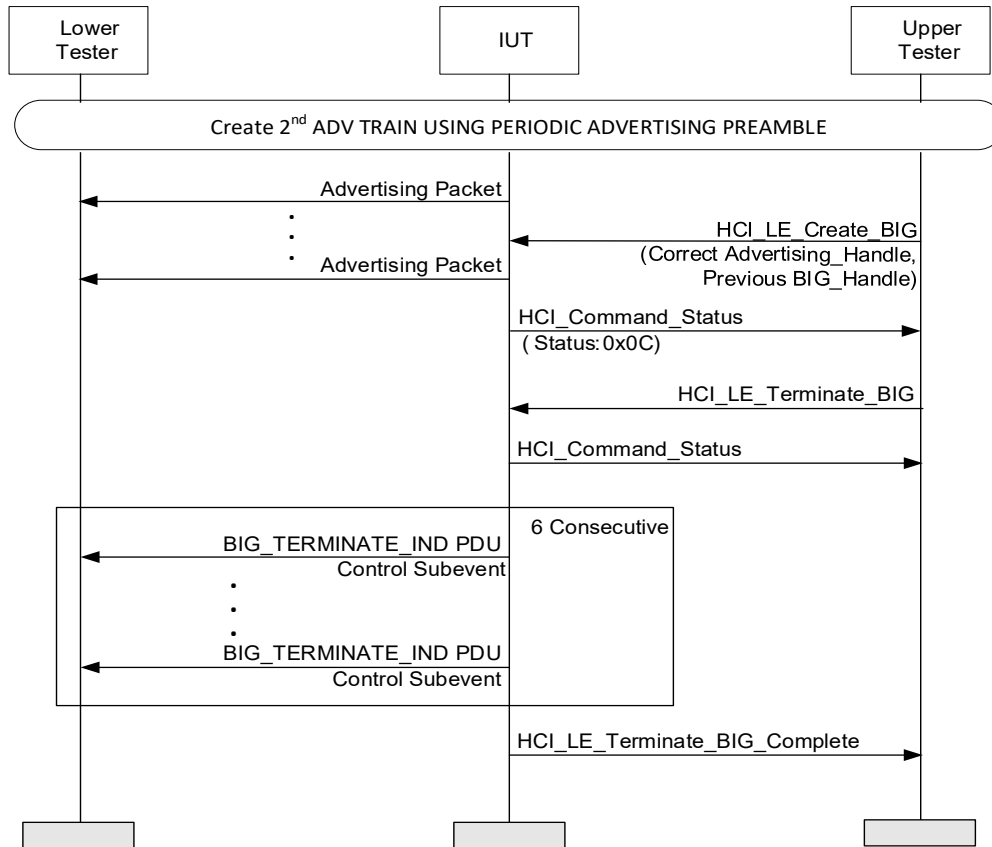 Lower
Tester
IUT
Upper
Tester
Create 2nd ADV TRAIN USING PERIODIC ADVERTISING PREAMBLE
Advertising Packet
HCI_LE_Create_BIG
(Correct Advertising_Handle,
Previous BIG_Handle)
Advertising Packet
HCI_Command_Status
( Status: 0x0C)
HCI_LE_Terminate_BIG
HCI_Command_Status
6 Consecutive
BIG_TERMINATE_IND PDU
Control Subevent
BIG_TERMINATE_IND PDU
Control Subevent
HCI_LE_Terminate_BIG_Complete